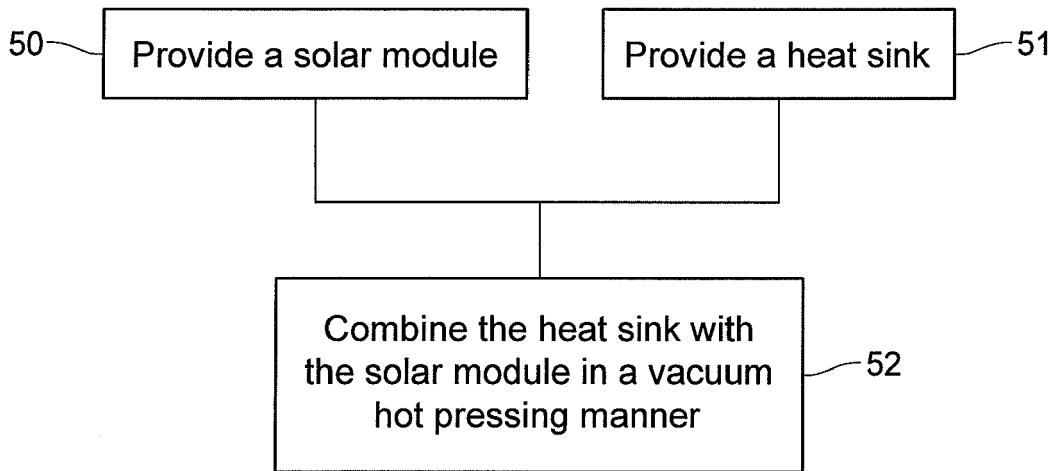 50
Provide a solar module
Provide a heat sink
51
Combine the heat sink with
the solar module in a vacuum
hot pressing manner
52